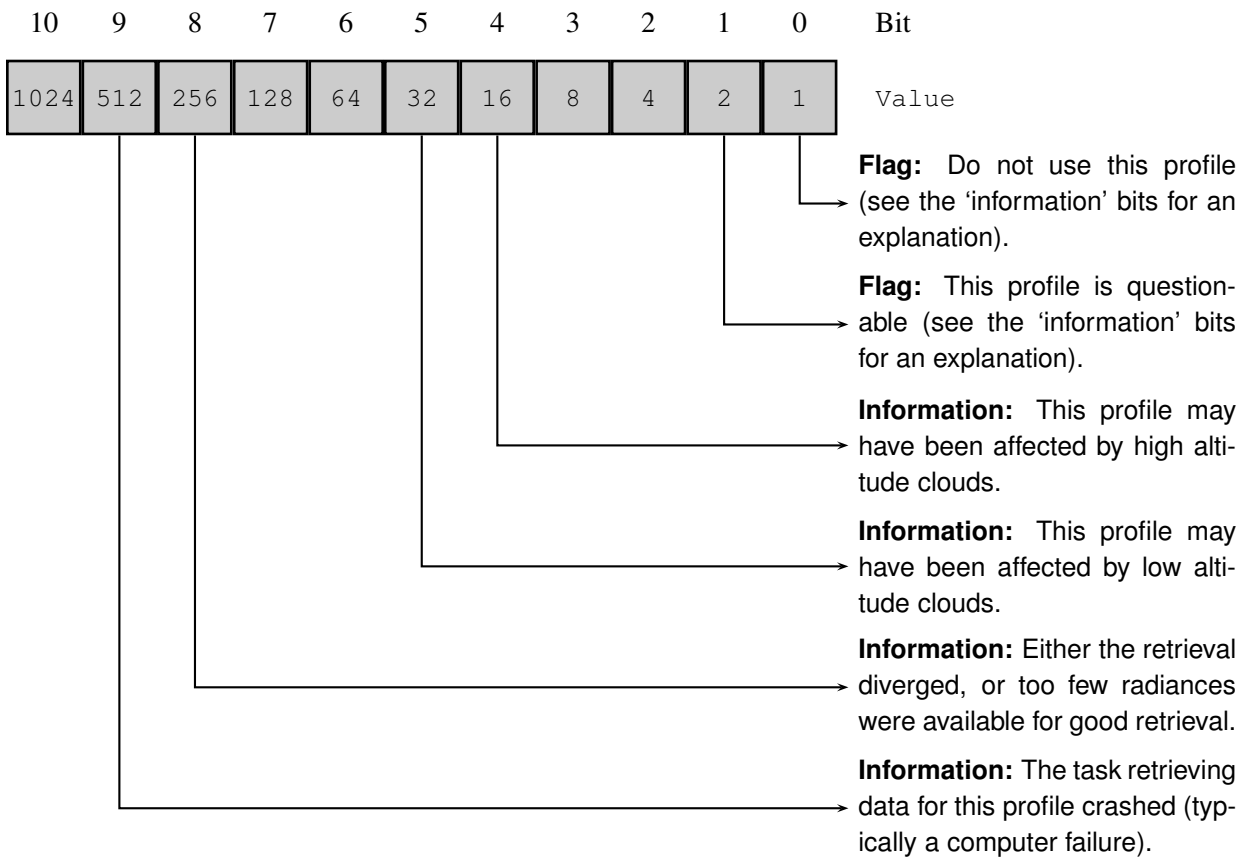 10 9 8 7 6 5 4 3 2 1 0 Bit
1024 512 256 128 64 32 16 8 4 2 1 Value
Flag: Do not use this profile
(see the ‘information’ bits for an
explanation).
Flag: This profile is question-
able (see the ‘information’ bits
for an explanation).
Information: This profile may
have been affected by high alti-
tude clouds.
Information: This profile may
have been affected by low alti-
tude clouds.
Information: Either the retrieval
diverged, or too few radiances
were available for good retrieval.
Information: The task retrieving
data for this profile crashed (typ-
ically a computer failure).